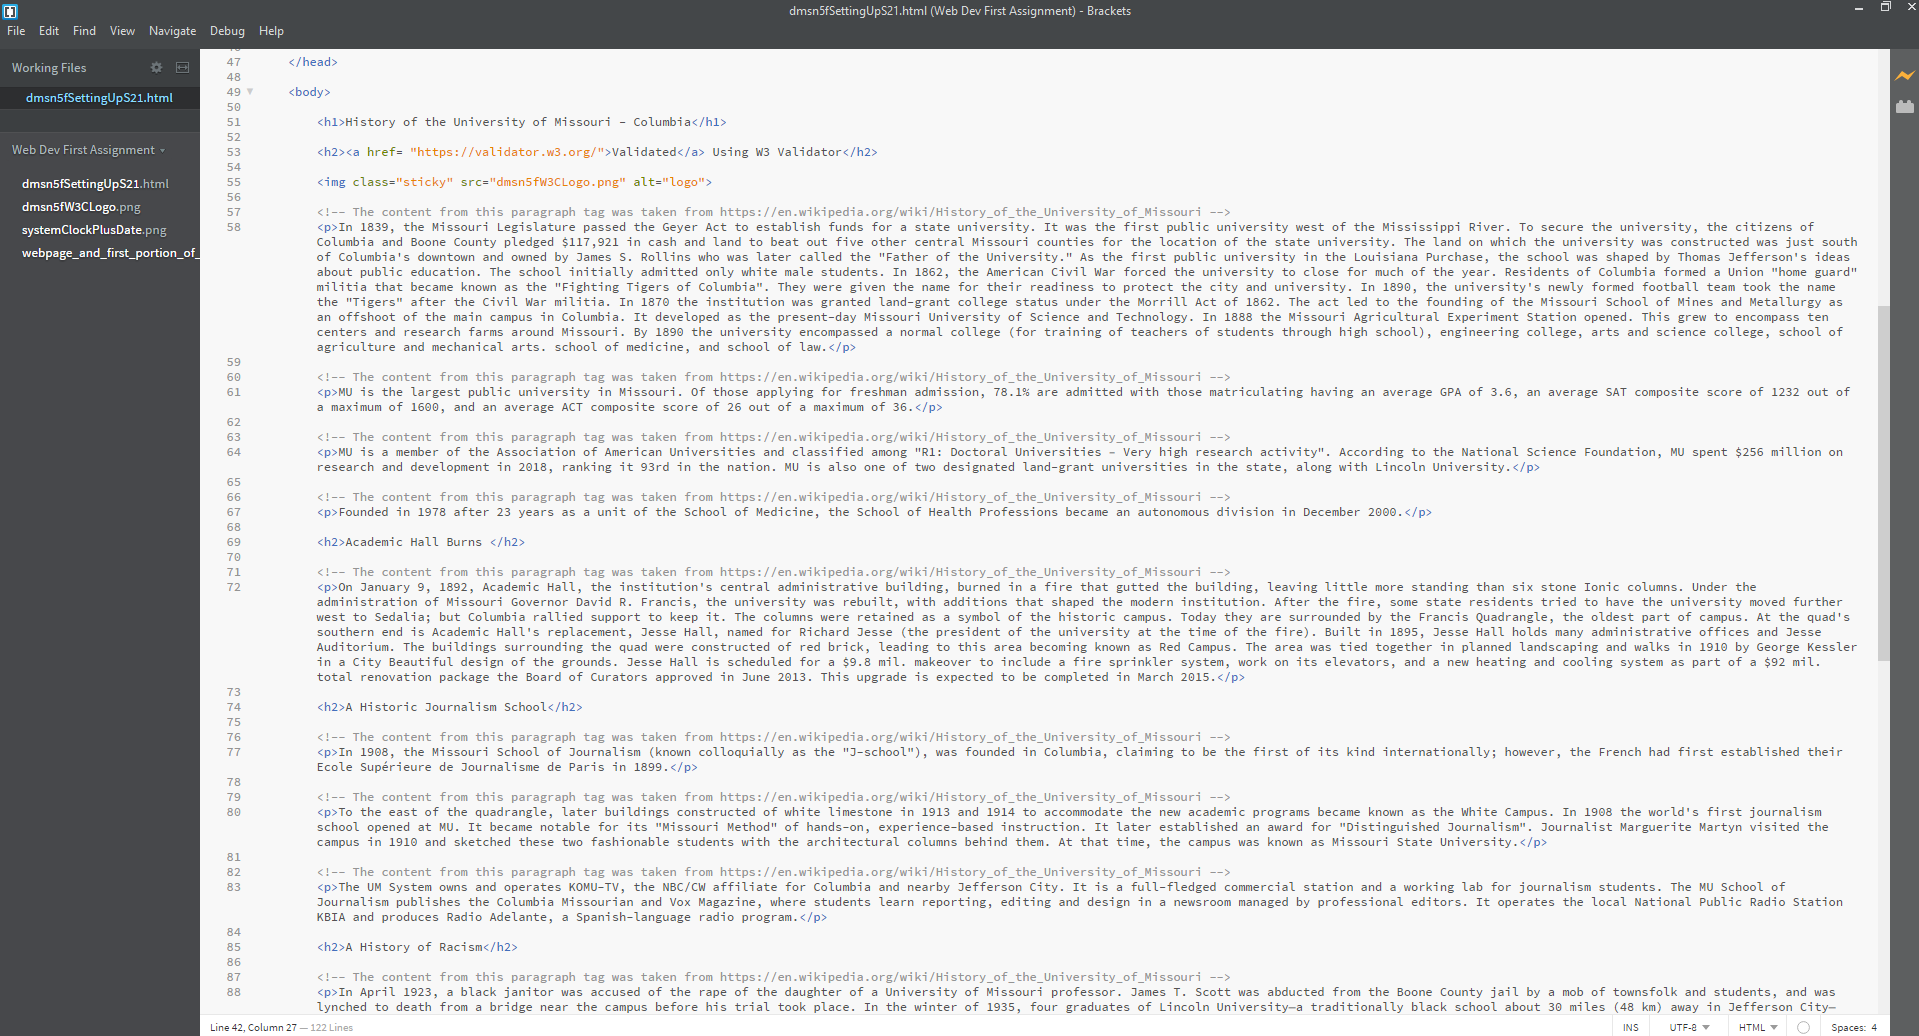 dmsn5fSettingUpS21.html (Web Dev First Assignment) - Brackets
File Edit Find View Navigate Debug Help
Working Files
dmsn5fSettingUpS21.html
Web Dev First Assignment
dmsn5fSettingUpS21.html
dmsn5fW3CLogo.png
systemClockPlusDate.png
webpage_and_first_portion_of_
47 </head>
48
49 <body>
50
51 <h1>History of the University of Missouri - Columbia</h1>
52
53 <h2><a href= "https://validator.w3.org/">Validated</a> Using W3 Validator</h2>
54
55 <img class="sticky" src="dmsn5fW3CLogo.png" alt="logo">
56
57 <!-- The content from this paragraph tag was taken from https://en.wikipedia.org/wiki/History_of_the_University_of_Missouri -->
58 <p>In 1839, the Missouri Legislature passed the Geyer Act to establish funds for a state university. It was the first public university west of the Mississippi River. To secure the university, the citizens of
Columbia and Boone County pledged $117,921 in cash and land to beat out five other central Missouri counties for the location of the state university. The land on which the university was constructed was just south
of Columbia's downtown and owned by James S. Rollins who was later called the "Father of the University." As the first public university in the Louisiana Purchase, the school was shaped by Thomas Jefferson's ideas
about public education. The school initially admitted only white male students. In 1862, the American Civil War forced the university to close for much of the year. Residents of Columbia formed a Union "home guard"
militia that became known as the "Fighting Tigers of Columbia". They were given the name for their readiness to protect the city and university. In 1890, the university's newly formed football team took the name
the "Tigers" after the Civil War militia. In 1870 the institution was granted land-grant college status under the Morrill Act of 1862. The act led to the founding of the Missouri School of Mines and Metallurgy as
an offshoot of the main campus in Columbia. It developed as the present-day Missouri University of Science and Technology. In 1888 the Missouri Agricultural Experiment Station opened. This grew to encompass ten
centers and research farms around Missouri. By 1890 the university encompassed a normal college (for training of teachers of students through high school), engineering college, arts and science college, school of
agriculture and mechanical arts. school of medicine, and school of law.</p>
59
60 <!-- The content from this paragraph tag was taken from https://en.wikipedia.org/wiki/History_of_the_University_of_Missouri -->
61 <p>MU is the largest public university in Missouri. Of those applying for freshman admission, 78.1% are admitted with those matriculating having an average GPA of 3.6, an average SAT composite score of 1232 out of
a maximum of 1600, and an average ACT composite score of 26 out of a maximum of 36.</p>
62
63 <!-- The content from this paragraph tag was taken from https://en.wikipedia.org/wiki/History_of_the_University_of_Missouri -->
64 <p>MU is a member of the Association of American Universities and classified among "R1: Doctoral Universities – Very high research activity". According to the National Science Foundation, MU spent $256 million on
research and development in 2018, ranking it 93rd in the nation. MU is also one of two designated land-grant universities in the state, along with Lincoln University.</p>
65
66 <!-- The content from this paragraph tag was taken from https://en.wikipedia.org/wiki/History_of_the_University_of_Missouri -->
67 <p>Founded in 1978 after 23 years as a unit of the School of Medicine, the School of Health Professions became an autonomous division in December 2000.</p>
68
69 <h2>Academic Hall Burns </h2>
70
71 <!-- The content from this paragraph tag was taken from https://en.wikipedia.org/wiki/History_of_the_University_of_Missouri -->
72 <p>On January 9, 1892, Academic Hall, the institution's central administrative building, burned in a fire that gutted the building, leaving little more standing than six stone Ionic columns. Under the
administration of Missouri Governor David R. Francis, the university was rebuilt, with additions that shaped the modern institution. After the fire, some state residents tried to have the university moved further
west to Sedalia; but Columbia rallied support to keep it. The columns were retained as a symbol of the historic campus. Today they are surrounded by the Francis Quadrangle, the oldest part of campus. At the quad's
southern end is Academic Hall's replacement, Jesse Hall, named for Richard Jesse (the president of the university at the time of the fire). Built in 1895, Jesse Hall holds many administrative offices and Jesse
Auditorium. The buildings surrounding the quad were constructed of red brick, leading to this area becoming known as Red Campus. The area was tied together in planned landscaping and walks in 1910 by George Kessler
in a City Beautiful design of the grounds. Jesse Hall is scheduled for a $9.8 mil. makeover to include a fire sprinkler system, work on its elevators, and a new heating and cooling system as part of a $92 mil.
total renovation package the Board of Curators approved in June 2013. This upgrade is expected to be completed in March 2015.</p>
73
74 <h2>A Historic Journalism School</h2>
75
76 <!-- The content from this paragraph tag was taken from https://en.wikipedia.org/wiki/History_of_the_University_of_Missouri -->
77 <p>In 1908, the Missouri School of Journalism (known colloquially as the "J-school"), was founded in Columbia, claiming to be the first of its kind internationally; however, the French had first established their
Ecole Supérieure de Journalisme de Paris in 1899.</p>
78
79 <!-- The content from this paragraph tag was taken from https://en.wikipedia.org/wiki/History_of_the_University_of_Missouri -->
80 <p>To the east of the quadrangle, later buildings constructed of white limestone in 1913 and 1914 to accommodate the new academic programs became known as the White Campus. In 1908 the world's first journalism
school opened at MU. It became notable for its "Missouri Method" of hands-on, experience-based instruction. It later established an award for "Distinguished Journalism". Journalist Marguerite Martyn visited the
campus in 1910 and sketched these two fashionable students with the architectural columns behind them. At that time, the campus was known as Missouri State University.</p>
81
82 <!-- The content from this paragraph tag was taken from https://en.wikipedia.org/wiki/History_of_the_University_of_Missouri -->
83 <p>The UM System owns and operates KOMU-TV, the NBC/CW affiliate for Columbia and nearby Jefferson City. It is a full-fledged commercial station and a working lab for journalism students. The MU School of
Journalism publishes the Columbia Missourian and Vox Magazine, where students learn reporting, editing and design in a newsroom managed by professional editors. It operates the local National Public Radio Station
KBIA and produces Radio Adelante, a Spanish-language radio program.</p>
84
85 <h2>A History of Racism</h2>
86
87 <!-- The content from this paragraph tag was taken from https://en.wikipedia.org/wiki/History_of_the_University_of_Missouri -->
88 <p>In April 1923, a black janitor was accused of the rape of the daughter of a University of Missouri professor. James T. Scott was abducted from the Boone County jail by a mob of townsfolk and students, and was
lynched to death from a bridge near the campus before his trial took place. In the winter of 1935, four graduates of Lincoln University—a traditionally black school about 30 miles (48 km) away in Jefferson City—
Line 42, Column 27 — 122 Lines INS UTF-8 HTML Spaces: 4